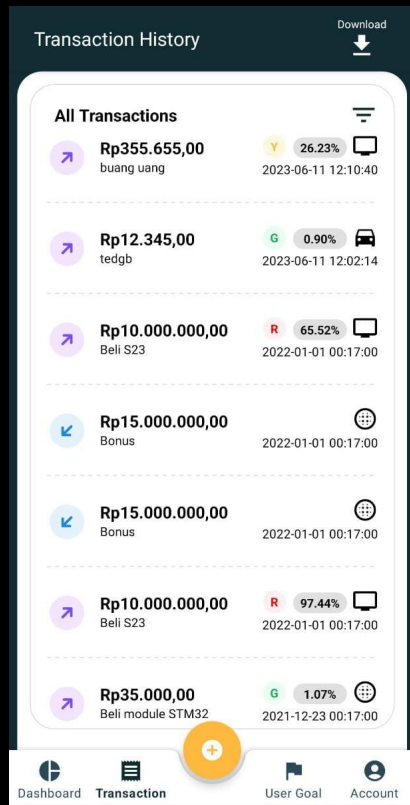 Download
Transaction History
All Transactions
Rp355.655,00 Y 26.23%
buang uang 2023-06-11 12:10:40
Rp12.345,00 G 0.90%
tedgb 2023-06-11 12:02:14
Rp10.000.000,00 R 65.52%
Beli S23 2022-01-01 00:17:00
Rp15.000.000,00
Bonus 2022-01-01 00:17:00
Rp15.000.000,00
Bonus 2022-01-01 00:17:00
Rp10.000.000,00 R 97.44%
Beli S23 2022-01-01 00:17:00
Rp35.000,00 G 1.07%
Beli module STM32 2021-12-23 00:17:00
Dashboard Transaction User Goal Account